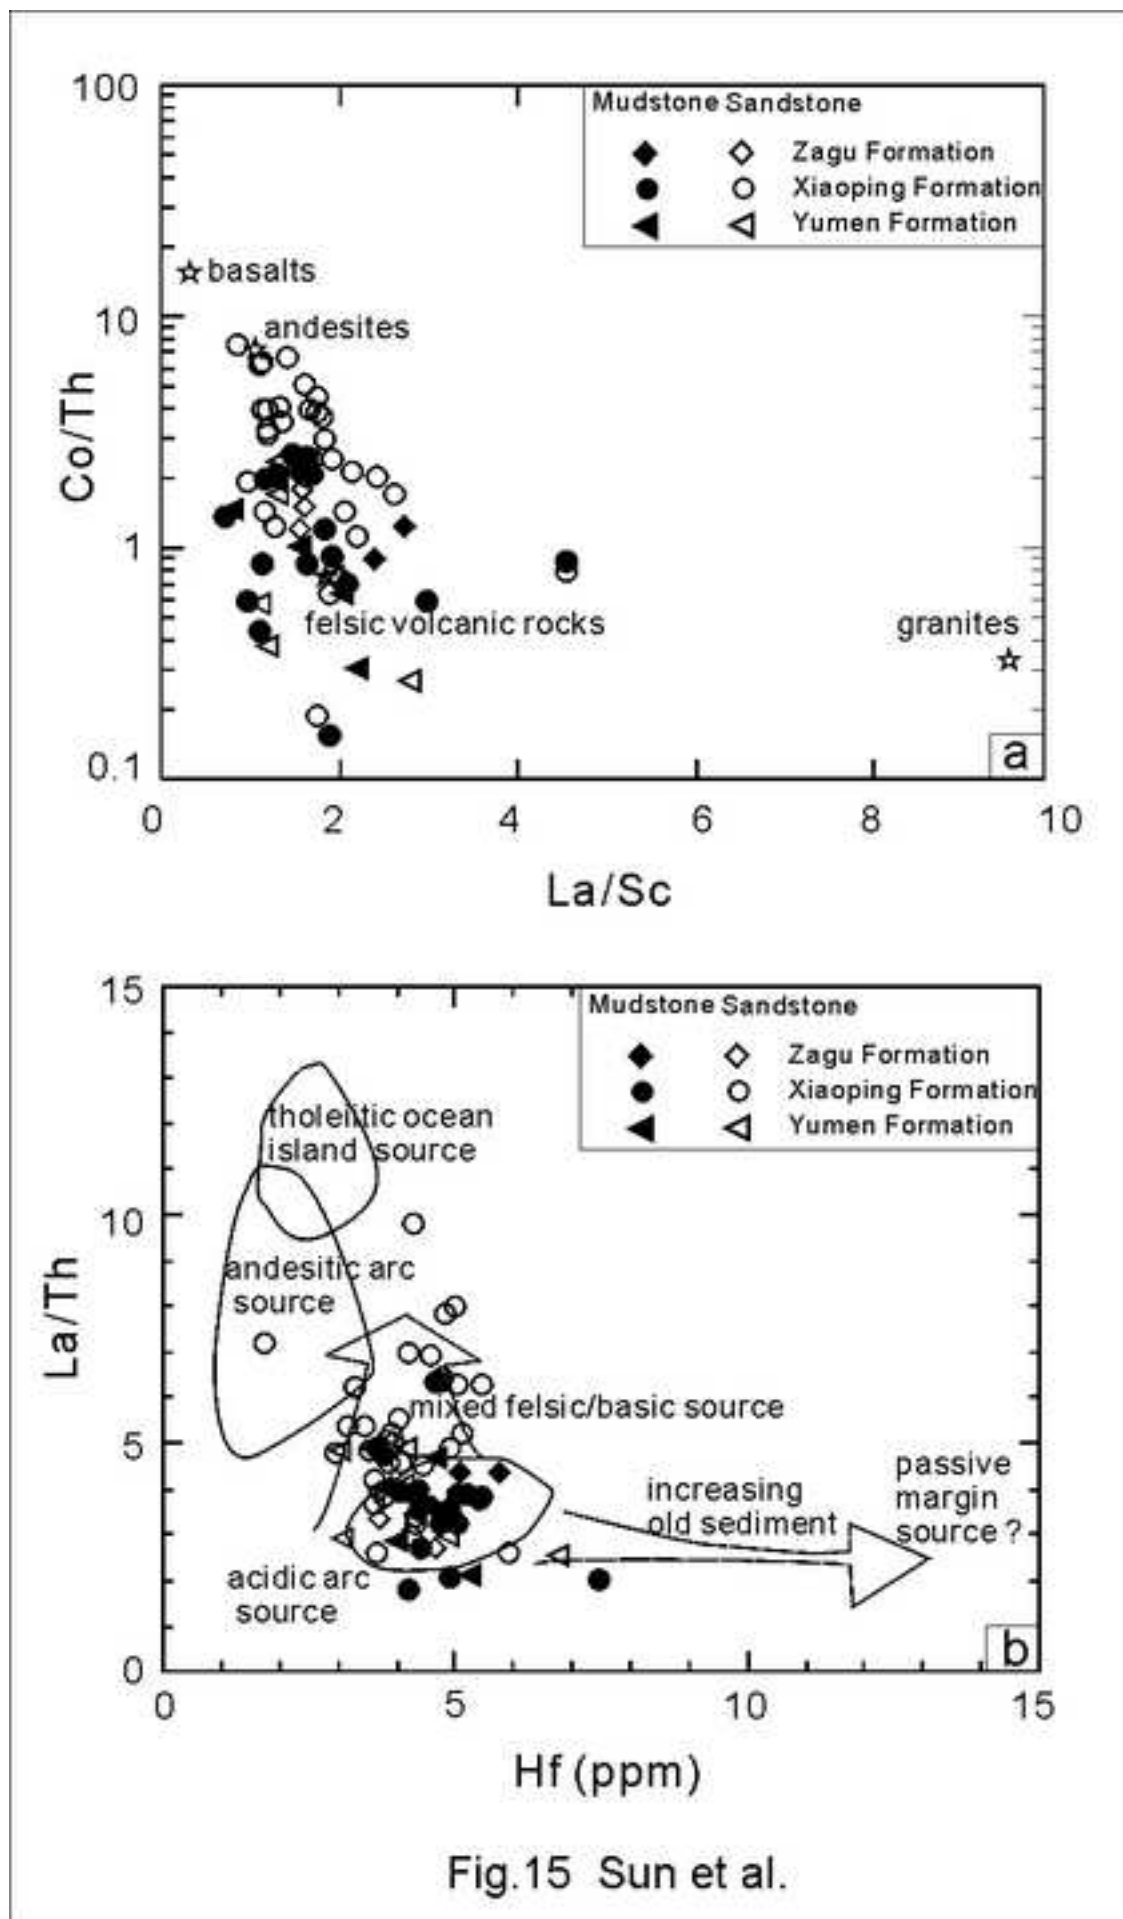 100
10
1
0.1
Co/Th
Mudstone Sandstone
Zagu Formation
Xiaoping Formation
Yumen Formation
basalts
andesites
felsic volcanic rocks
granites
a
0 2 4 6 8 10
La/Sc
15
10
5
0
La/Th
Mudstone Sandstone
Zagu Formation
Xiaoping Formation
Yumen Formation
tholeiitic ocean
island source
andesitic arc
source
mixed felsic/basic source
increasing
old sediment
passive
margin
source ?
acidic arc
source
b
0 5 10 15
Hf (ppm)
Fig.15 Sun et al.